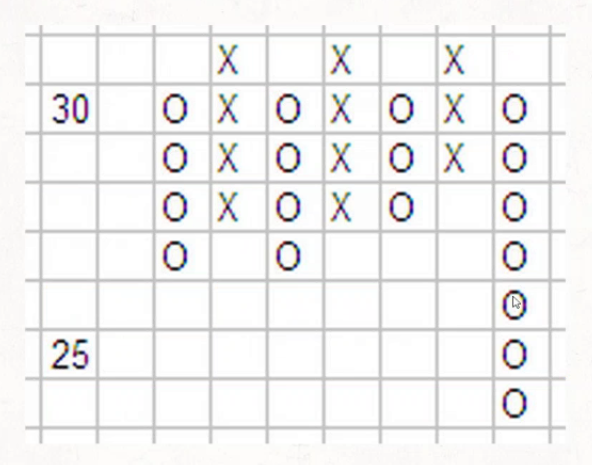 X X X
30 O X O X O X O
O X O X O X O
O X O X O O
O O O
O
25 O
O